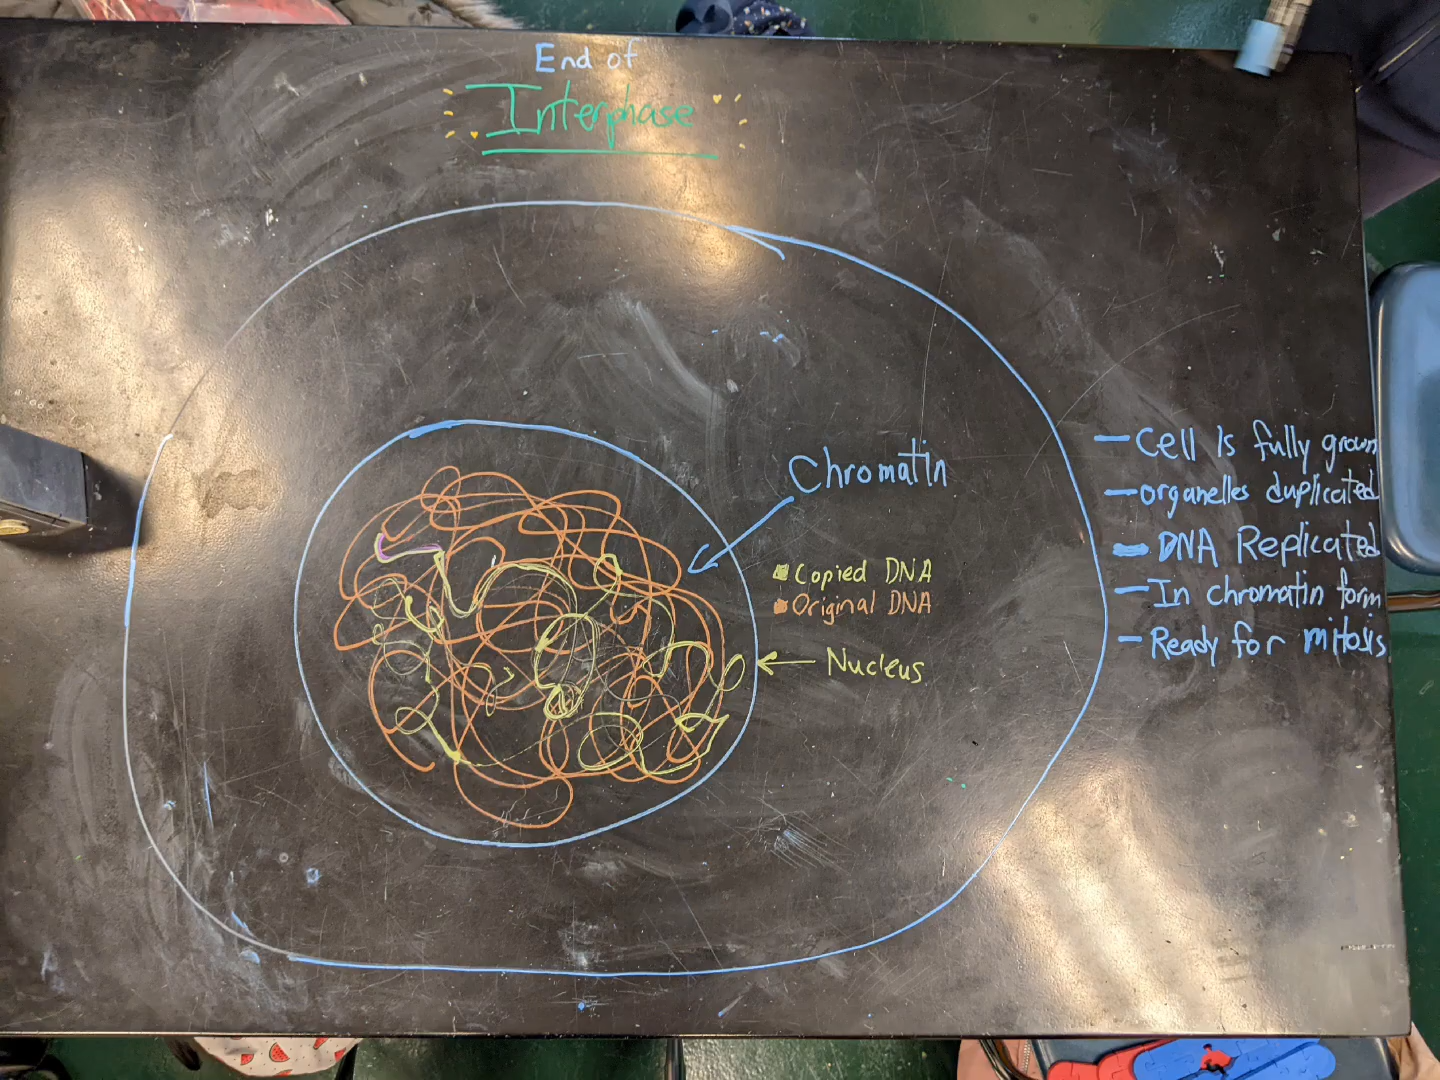 End of
Interphase
Chromatin
Copied DNA
Original DNA
Nucleus
- Cell Is fully grown
- organelles duplicated
- DNA Replicated
- In chromatin form
- Ready for mitosis